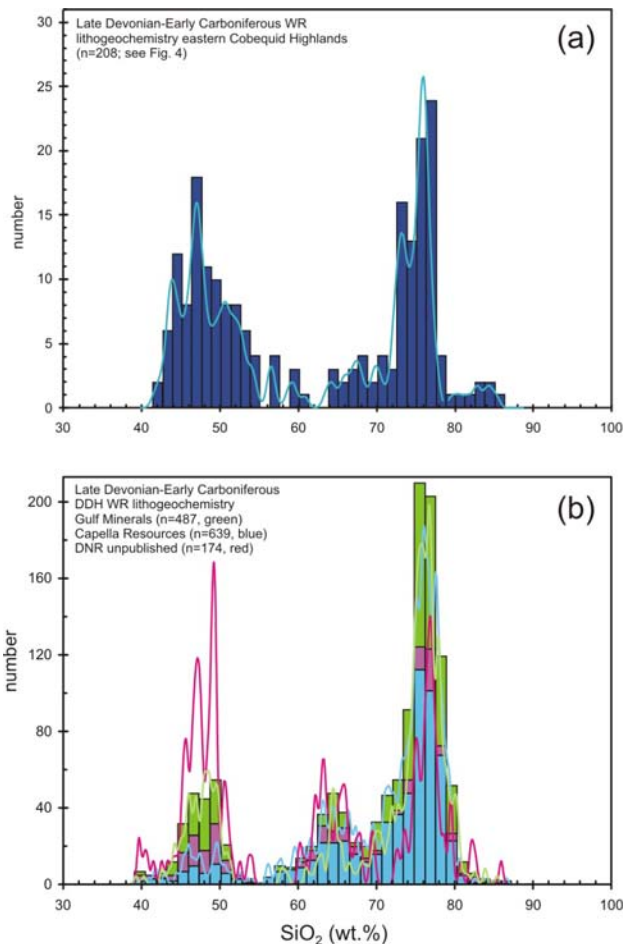 Late Devonian-Early Carboniferous WR
lithogeochemistry eastern Cobequid Highlands
(n=208; see Fig. 4)
(a)
30
25
20
15
10
5
0
number
30 40 50 60 70 80 90 100
Late Devonian-Early Carboniferous
DDH WR lithogeochemistry
Gulf Minerals (n=487, green)
Capella Resources (n=639, blue)
DNR unpublished (n=174, red)
(b)
200
160
120
80
40
0
number
30 40 50 60 70 80 90 100
SiO₂ (wt.%)